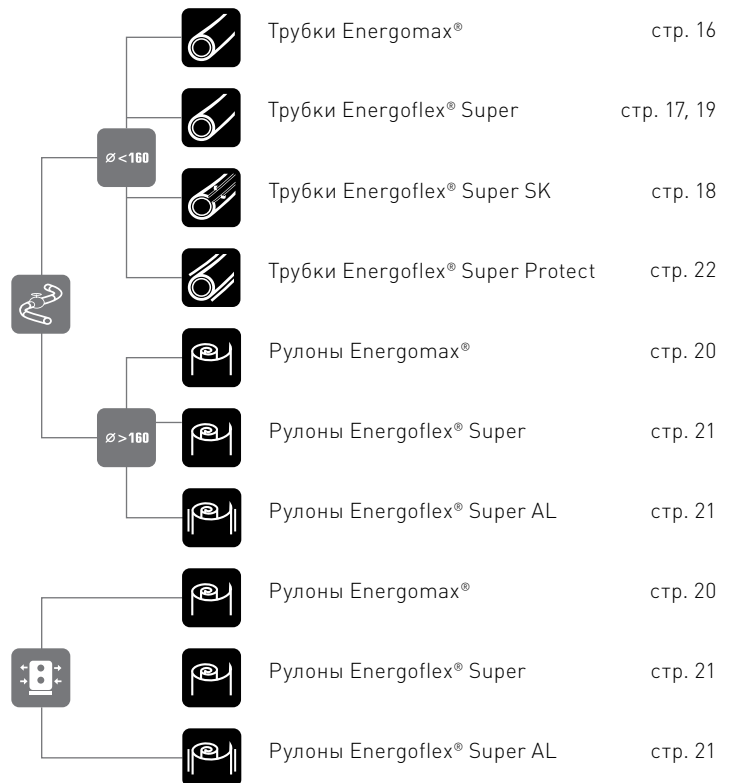 Трубки Energomax® стр. 16
Трубки Energoflex® Super стр. 17, 19
ø<160
Трубки Energoflex® Super SK стр. 18
Трубки Energoflex® Super Protect стр. 22
Рулоны Energomax® стр. 20
ø>160
Рулоны Energoflex® Super стр. 21
Рулоны Energoflex® Super AL стр. 21
Рулоны Energomax® стр. 20
Рулоны Energoflex® Super стр. 21
Рулоны Energoflex® Super AL стр. 21